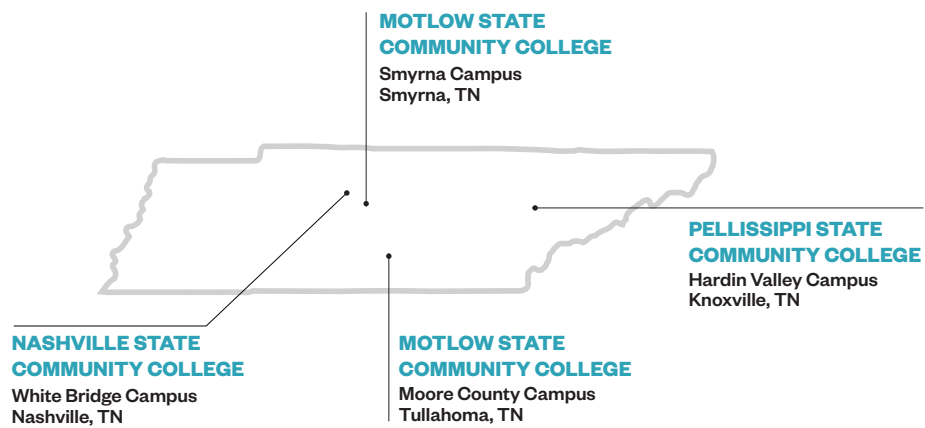 MOTLOW STATE
COMMUNITY COLLEGE
Smyrna Campus
Smyrna, TN
PELLISSIPPI STATE
COMMUNITY COLLEGE
Hardin Valley Campus
Knoxville, TN
NASHVILLE STATE
COMMUNITY COLLEGE
White Bridge Campus
Nashville, TN
MOTLOW STATE
COMMUNITY COLLEGE
Moore County Campus
Tullahoma, TN